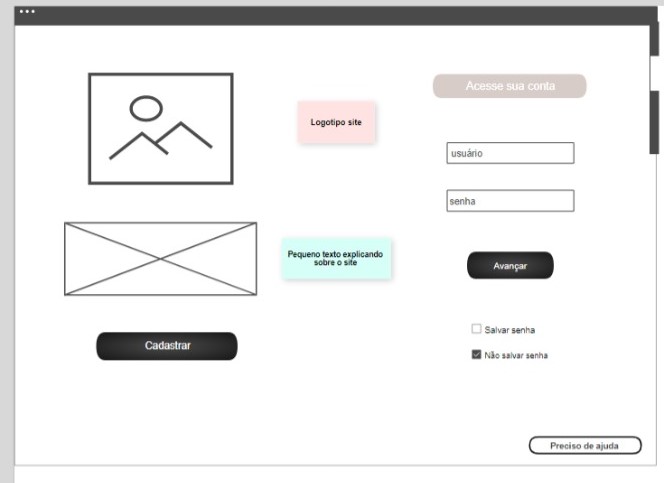 Logotipo site
Pequeno texto explicando
sobre o site
Cadastrar
Acesse sua conta
usuário
senha
Avançar
Salvar senha
Não salvar senha
Preciso de ajuda